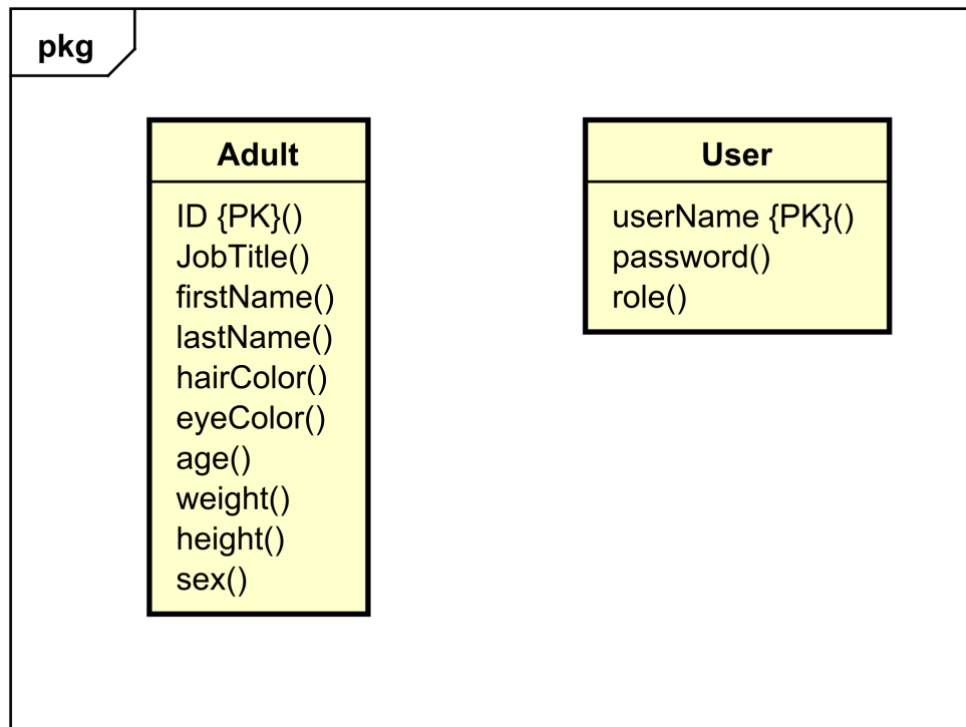 pkg
Adult
ID {PK}()
JobTitle()
firstName()
lastName()
hairColor()
eyeColor()
age()
weight()
height()
sex()
User
userName {PK}()
password()
role()